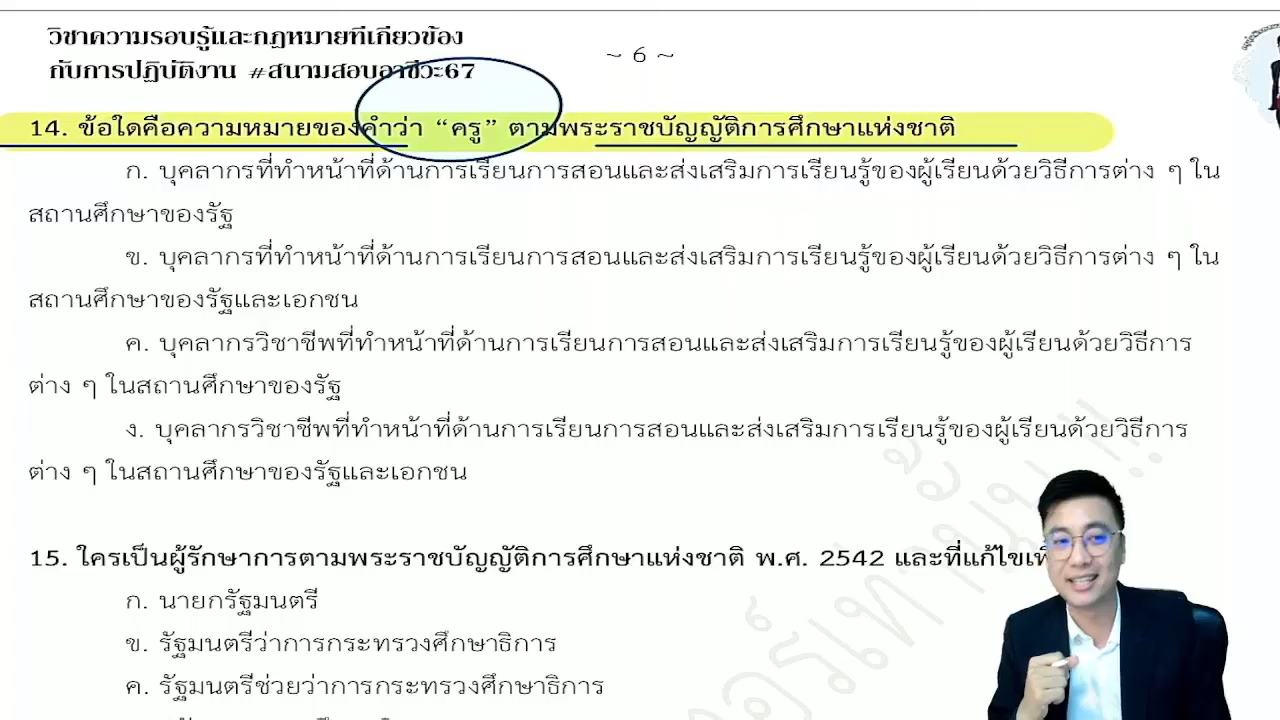 วิชาความรอบรู้และกฎหมายที่เกี่ยวข้อง
กับการปฏิบัติงาน #สนามสอบอาชีวะ67
~ 6 ~
14. ข้อใดคือความหมายของคำว่า “ครู” ตามพระราชบัญญัติการศึกษาแห่งชาติ
ก. บุคลากรที่ทำหน้าที่ด้านการเรียนการสอนและส่งเสริมการเรียนรู้ของผู้เรียนด้วยวิธีการต่าง ๆ ใน
สถานศึกษาของรัฐ
ข. บุคลากรที่ทำหน้าที่ด้านการเรียนการสอนและส่งเสริมการเรียนรู้ของผู้เรียนด้วยวิธีการต่าง ๆ ใน
สถานศึกษาของรัฐและเอกชน
ค. บุคลากรวิชาชีพที่ทำหน้าที่ด้านการเรียนการสอนและส่งเสริมการเรียนรู้ของผู้เรียนด้วยวิธีการ
ต่าง ๆ ในสถานศึกษาของรัฐ
ง. บุคลากรวิชาชีพที่ทำหน้าที่ด้านการเรียนการสอนและส่งเสริมการเรียนรู้ของผู้เรียนด้วยวิธีการ
ต่าง ๆ ในสถานศึกษาของรัฐและเอกชน
15. ใครเป็นผู้รักษาการตามพระราชบัญญัติการศึกษาแห่งชาติ พ.ศ. 2542 และที่แก้ไข
ก. นายกรัฐมนตรี
ข. รัฐมนตรีว่าการกระทรวงศึกษาธิการ
ค. รัฐมนตรีช่วยว่าการกระทรวงศึกษาธิการ